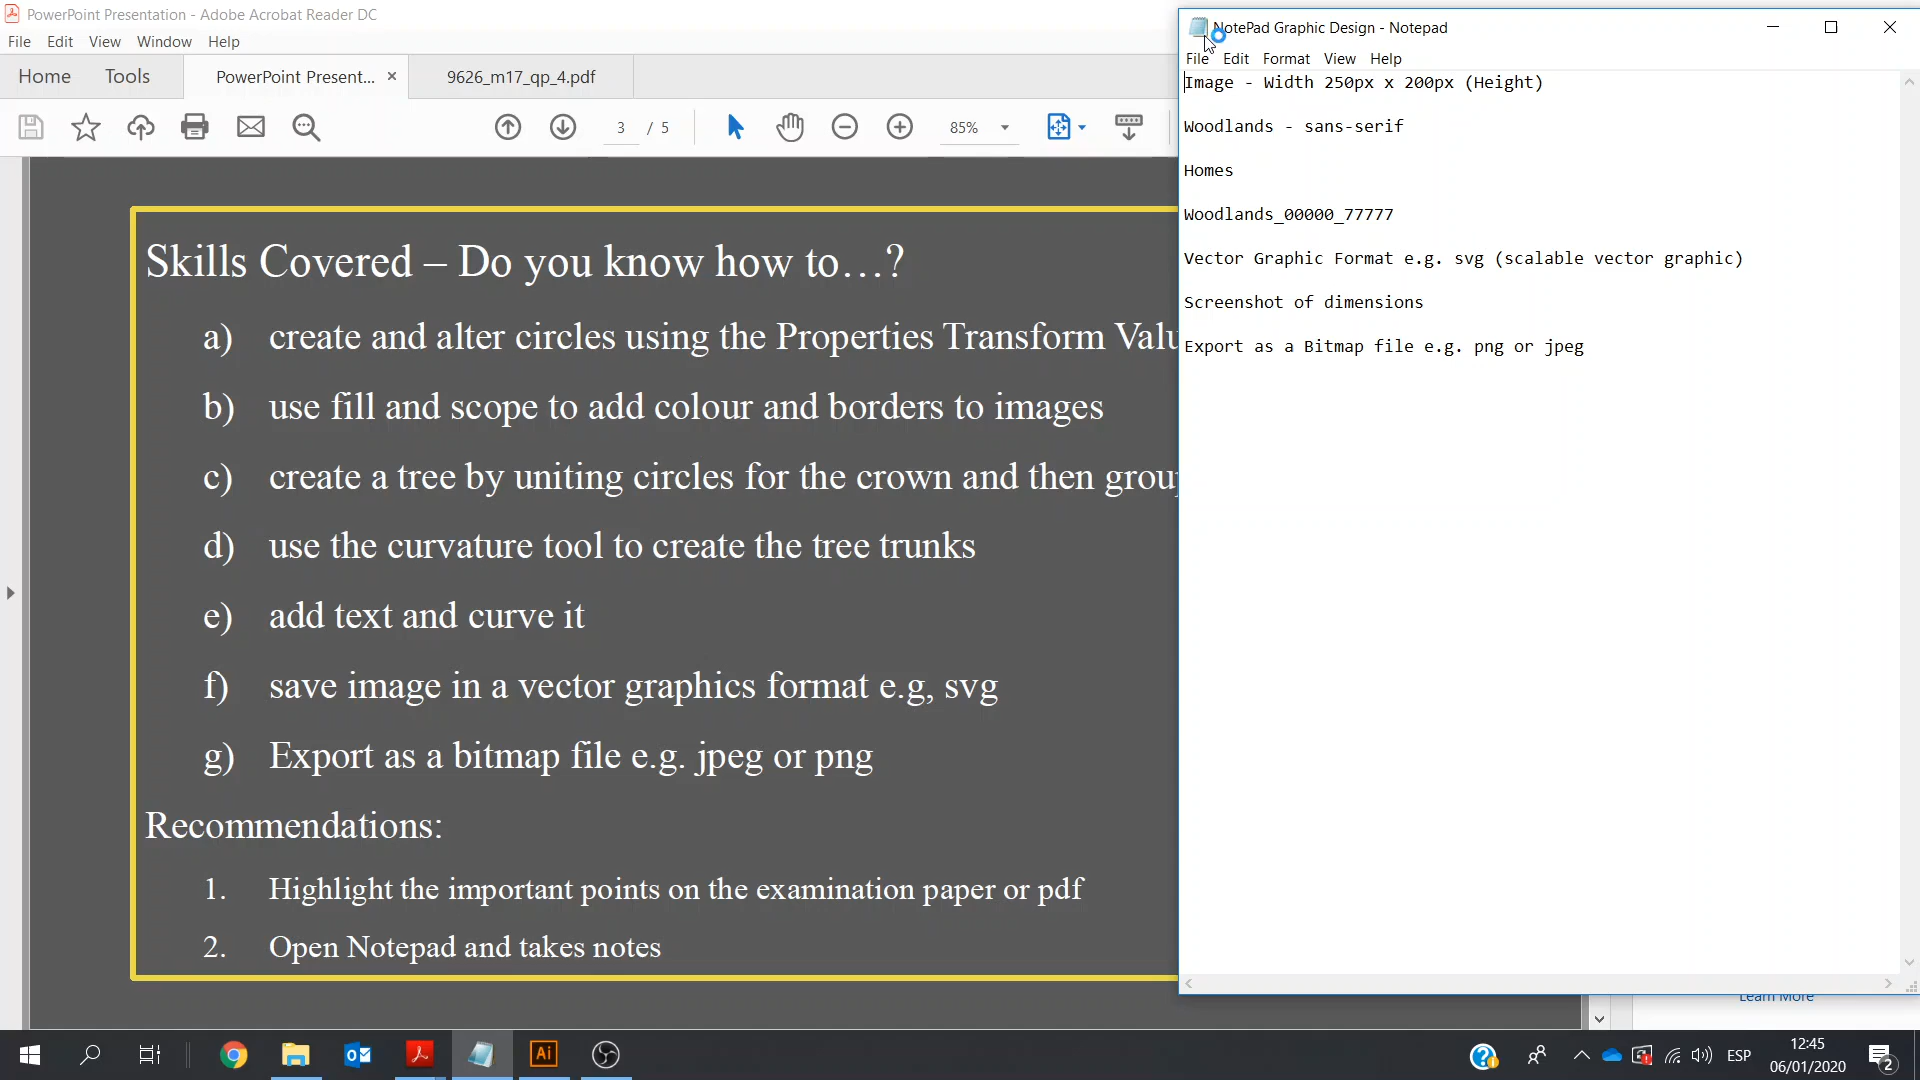 PowerPoint Presentation - Adobe Acrobat Reader DC
File Edit View Window Help
Home Tools PowerPoint Present... × 9626_m17_qp_4.pdf
3 / 5 85%
Skills Covered – Do you know how to…?
a) create and alter circles using the Properties Transform Valu
b) use fill and scope to add colour and borders to images
c) create a tree by uniting circles for the crown and then group
d) use the curvature tool to create the tree trunks
e) add text and curve it
f) save image in a vector graphics format e.g, svg
g) Export as a bitmap file e.g. jpeg or png
Recommendations:
1. Highlight the important points on the examination paper or pdf
2. Open Notepad and takes notes
NotePad Graphic Design - Notepad
File Edit Format View Help
Image - Width 250px x 200px (Height)
Woodlands - sans-serif
Homes
Woodlands_00000_77777
Vector Graphic Format e.g. svg (scalable vector graphic)
Screenshot of dimensions
Export as a Bitmap file e.g. png or jpeg
Learn More
Ai
ESP
12:45
06/01/2020
2